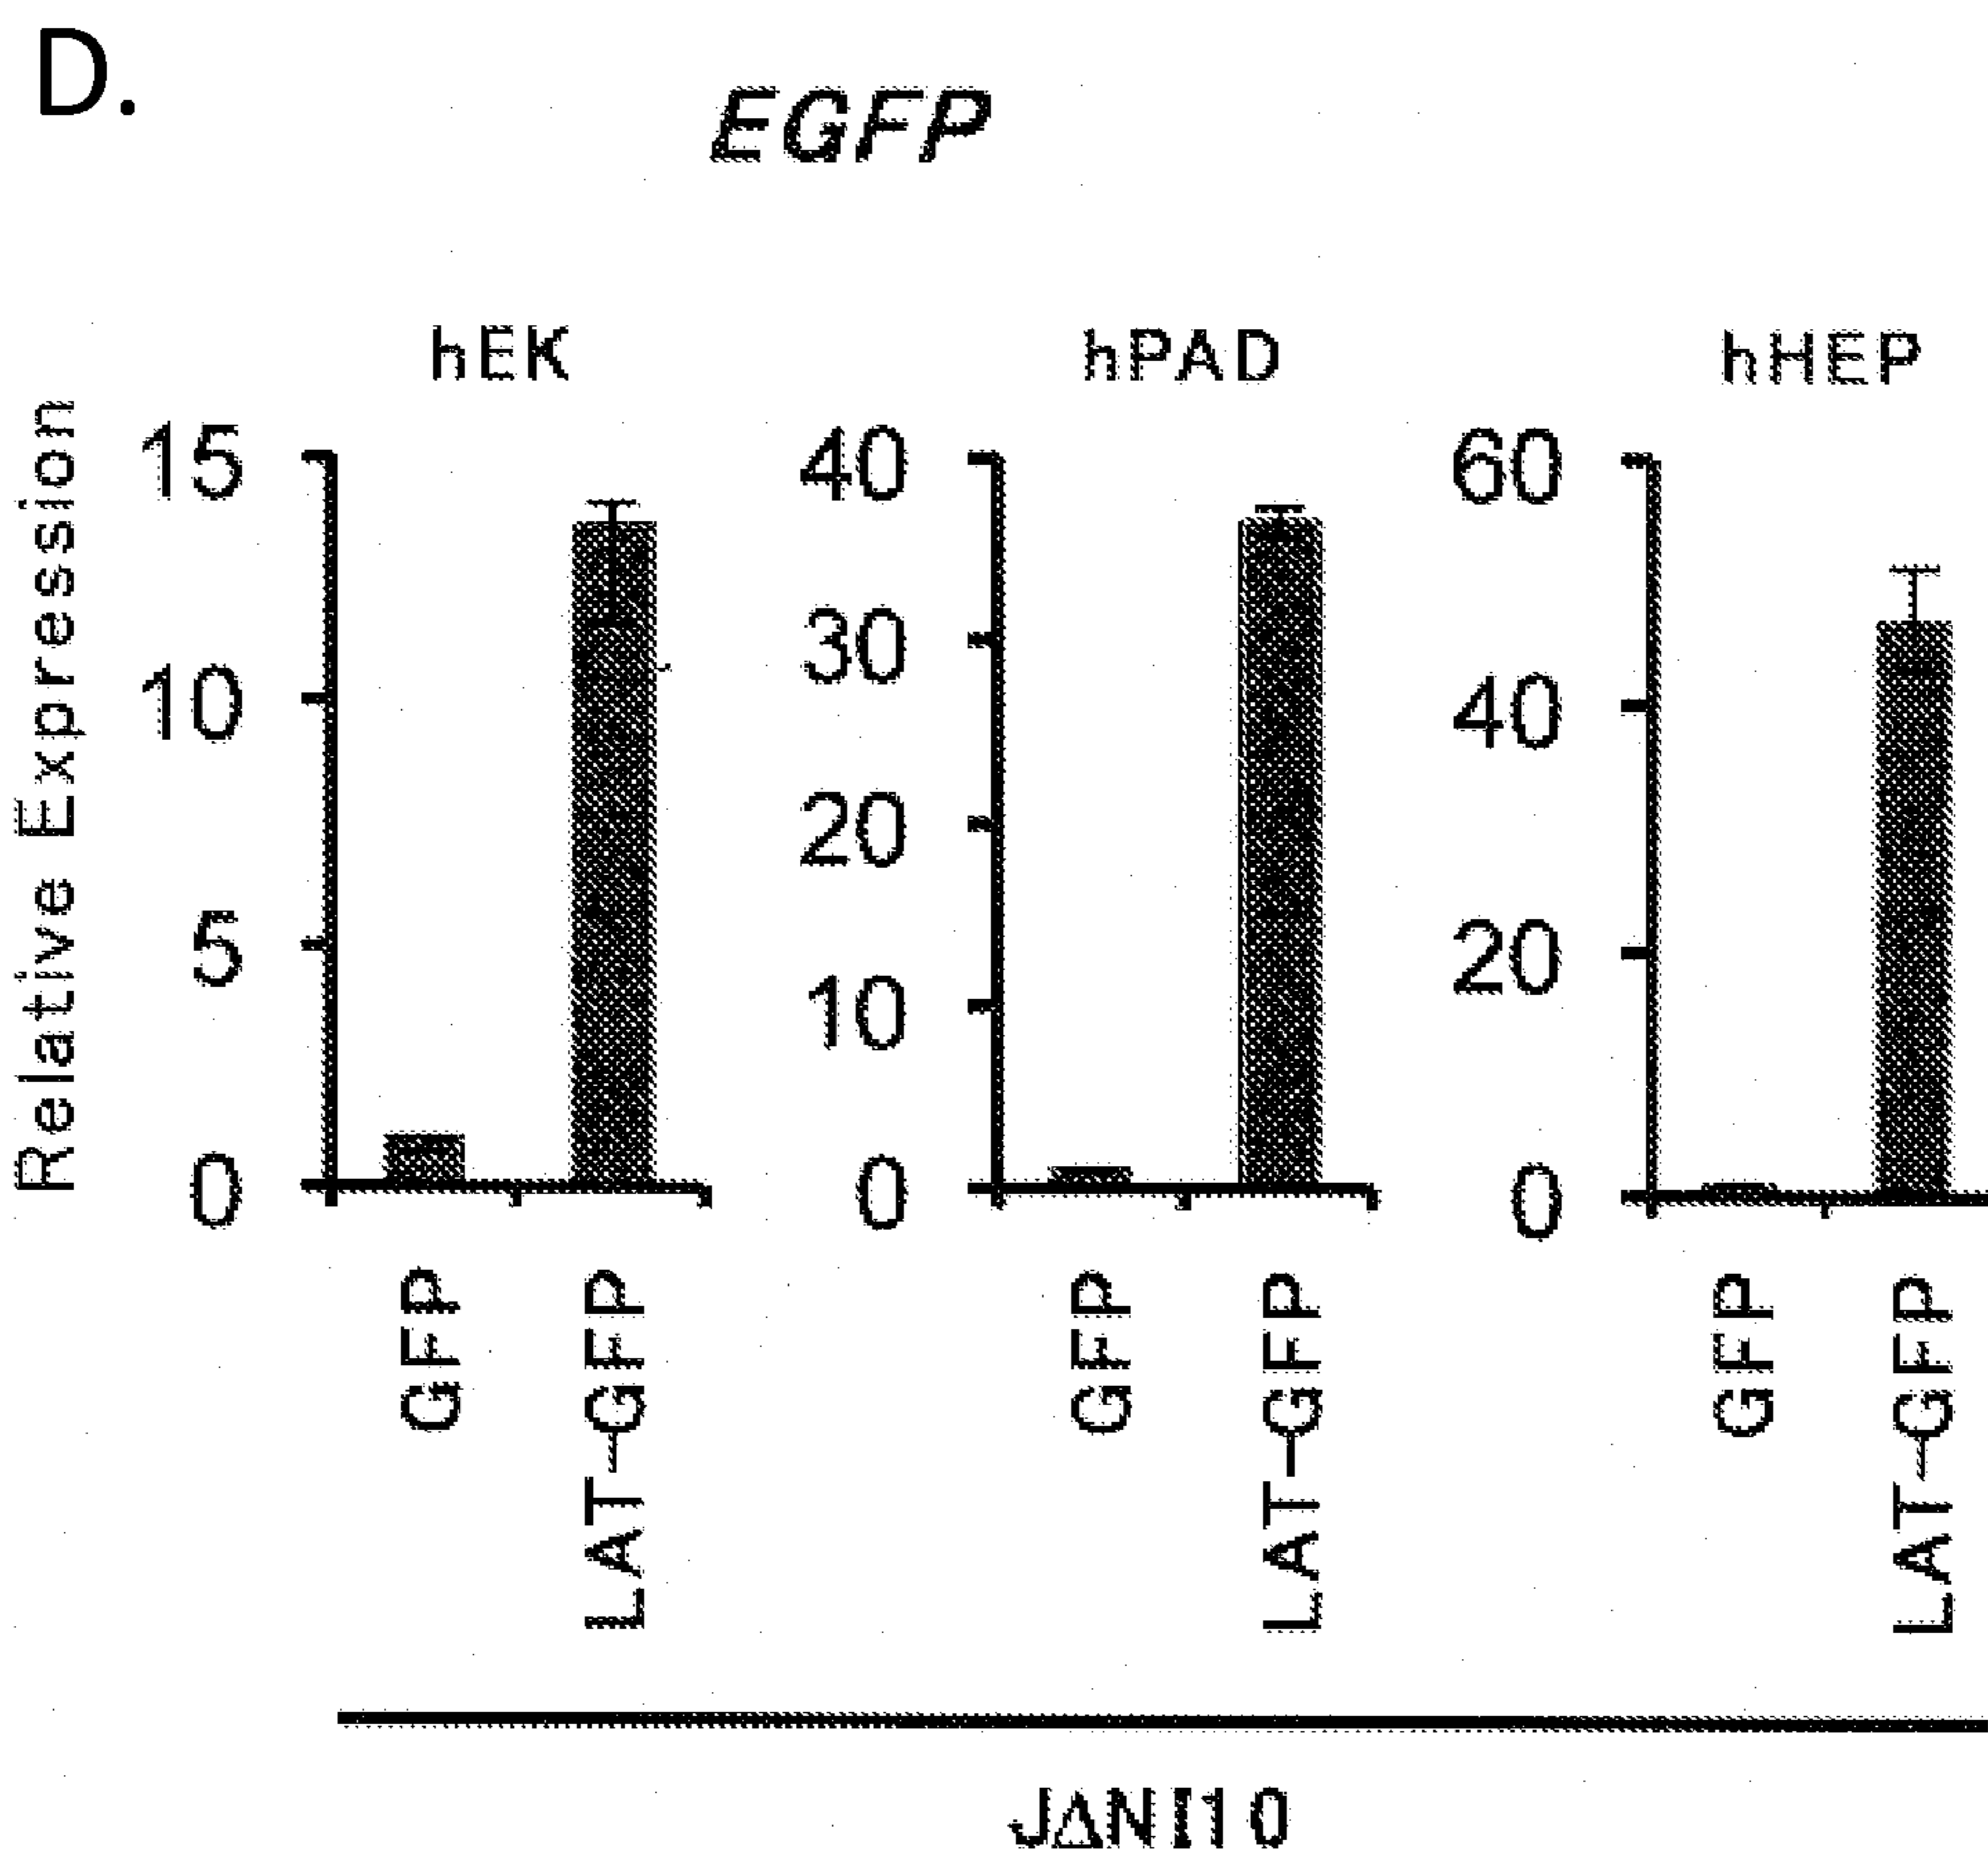 D.
EGFP
hEK
hPAD
hHEP
Relative Expression
15
10
5
0
40
30
20
10
0
60
40
20
0
GFP
LAT-GFP
GFP
LAT-GFP
GFP
LAT-GFP
JΔNI10